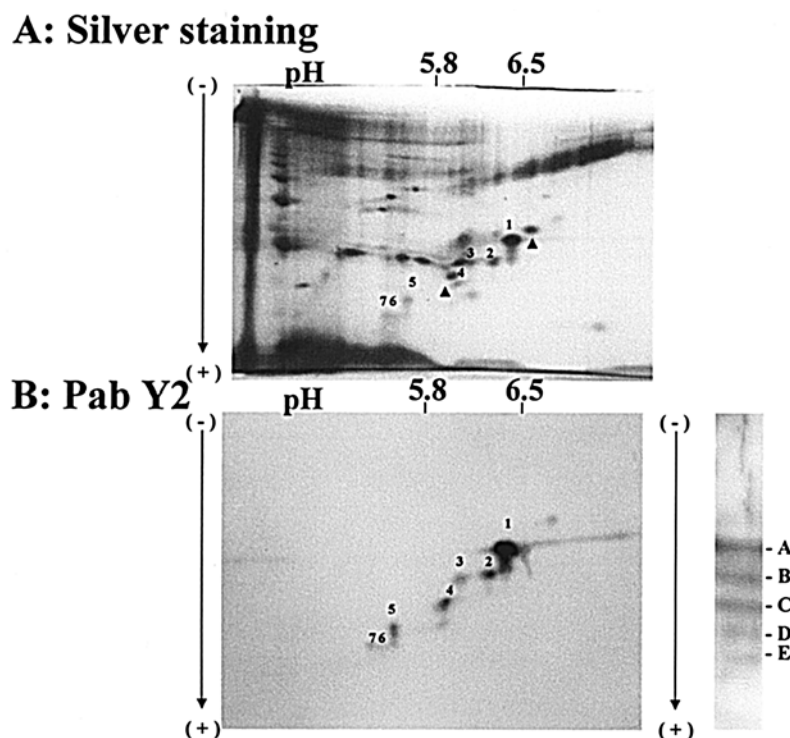 A: Silver staining
pH 5.8 6.5
(-)
1
3 2
4
5
7 6
(+)
B: Pab Y2
pH 5.8 6.5
(-) (-)
1
- A
3 2
- B
4
- C
5
- D
7 6
- E
(+) (+)